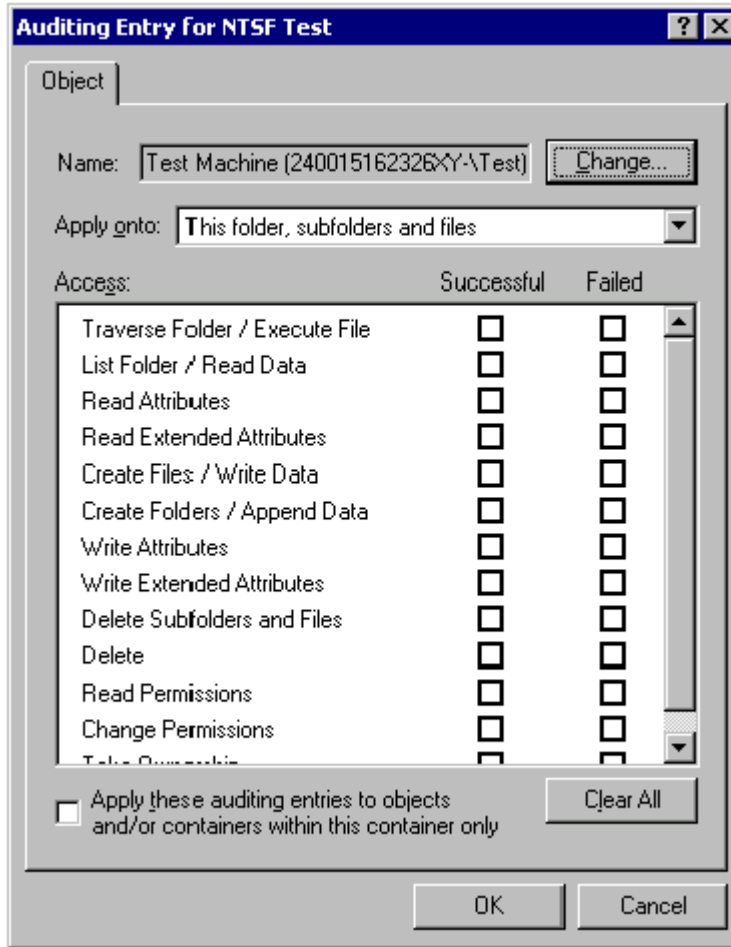 Auditing Entry for NTSF Test
Object
Name: Test Machine (240015162326XY-\Test) Change...
Apply onto: This folder, subfolders and files
Access: Successful Failed
Traverse Folder / Execute File
List Folder / Read Data
Read Attributes
Read Extended Attributes
Create Files / Write Data
Create Folders / Append Data
Write Attributes
Write Extended Attributes
Delete Subfolders and Files
Delete
Read Permissions
Change Permissions
Take Ownership
Apply these auditing entries to objects
and/or containers within this container only
Clear All
OK Cancel